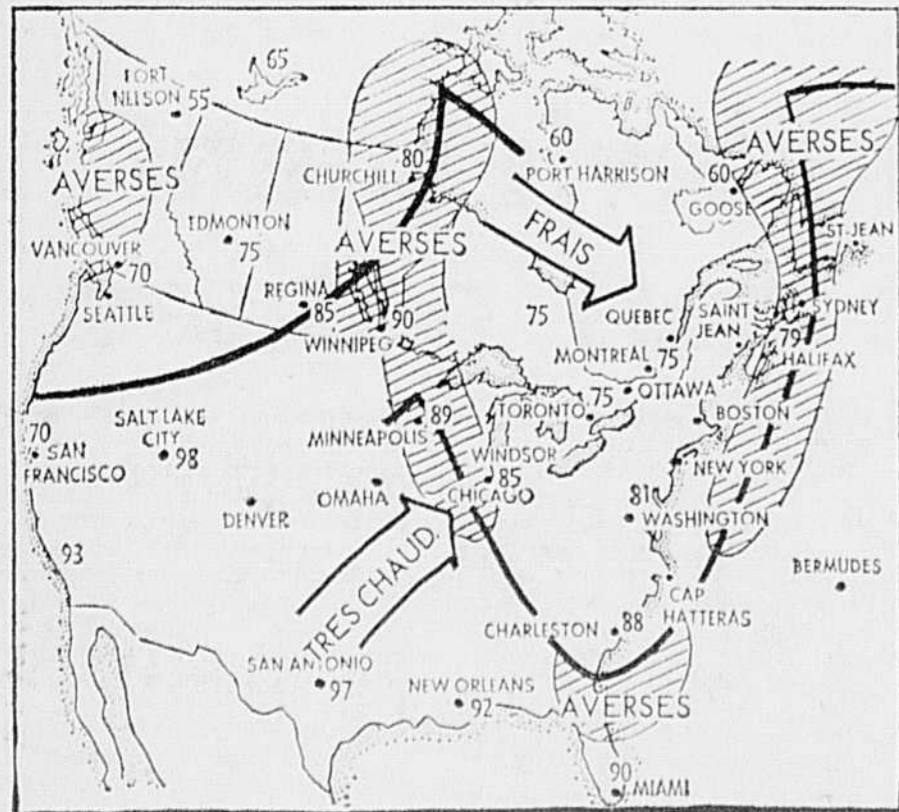 FORT
NELSON
55
65
AVERSES
CHURCHILL
80
60
PORT HARRISON
AVERSES
60
GOOSE
ST-JEAN
EDMONTON
75
AVERSES
FRAIS
VANCOUVER
70
SEATTLE
REGINA
85
90
WINNIPEG
75
QUEBEC
SAINT
JEAN
SYDNEY
79
HALIFAX
MONTREAL
75
75
OTTAWA
TORONTO
BOSTON
70
SAN
FRANCISCO
SALT LAKE
CITY
98
89
MINNEAPOLIS
WINDSOR
85
CHICAGO
NEW YORK
OMAHA
DENVER
81
WASHINGTON
93
TRES CHAUD
BERMUDES
CAP
HATTERAS
CHARLESTON
88
SAN ANTONIO
97
NEW ORLEANS
92
AVERSES
90
MIAMI